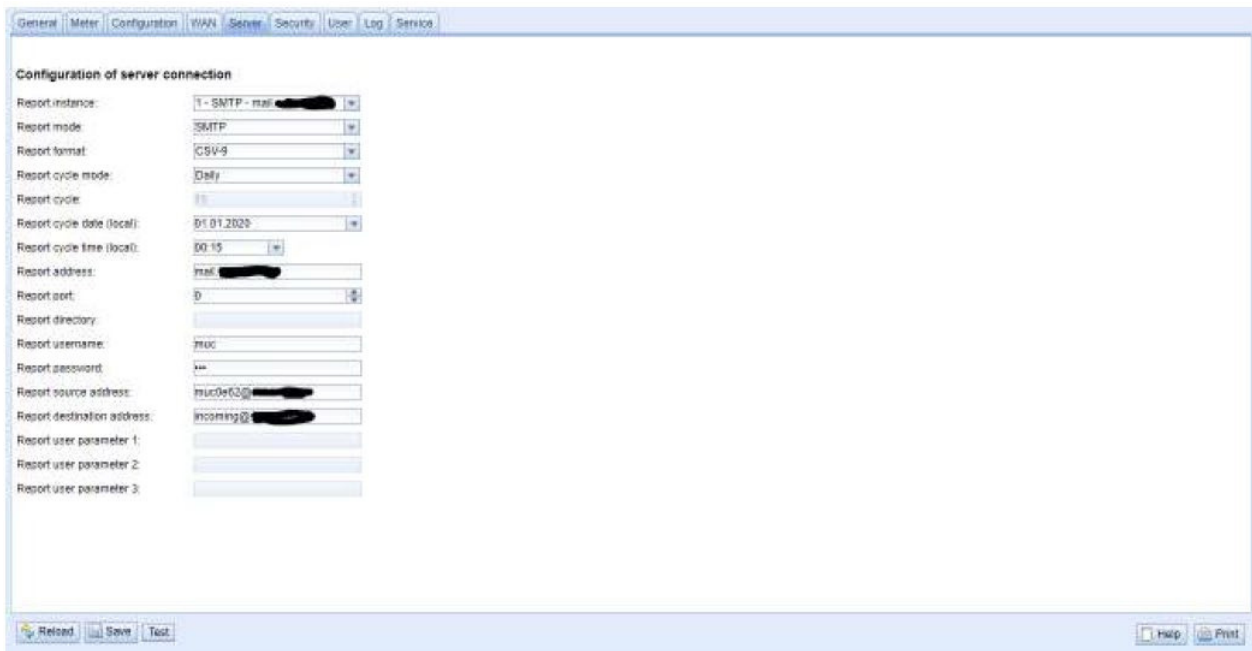 General Meter Configuration WAN Server Security User Log Service
Configuration of server connection
Report instance: 1 - SMTP - mail.
Report mode: SMTP
Report format: CSV-9
Report cycle mode: Daily
Report cycle:
Report cycle date (local): 01.01.2020
Report cycle time (local): 00:15
Report address: mail.
Report port: 0
Report directory:
Report username: muc
Report password: •••
Report source address: muc0e62@
Report destination address: incoming@
Report user parameter 1:
Report user parameter 2:
Report user parameter 3:
Reload Save Test Help Print